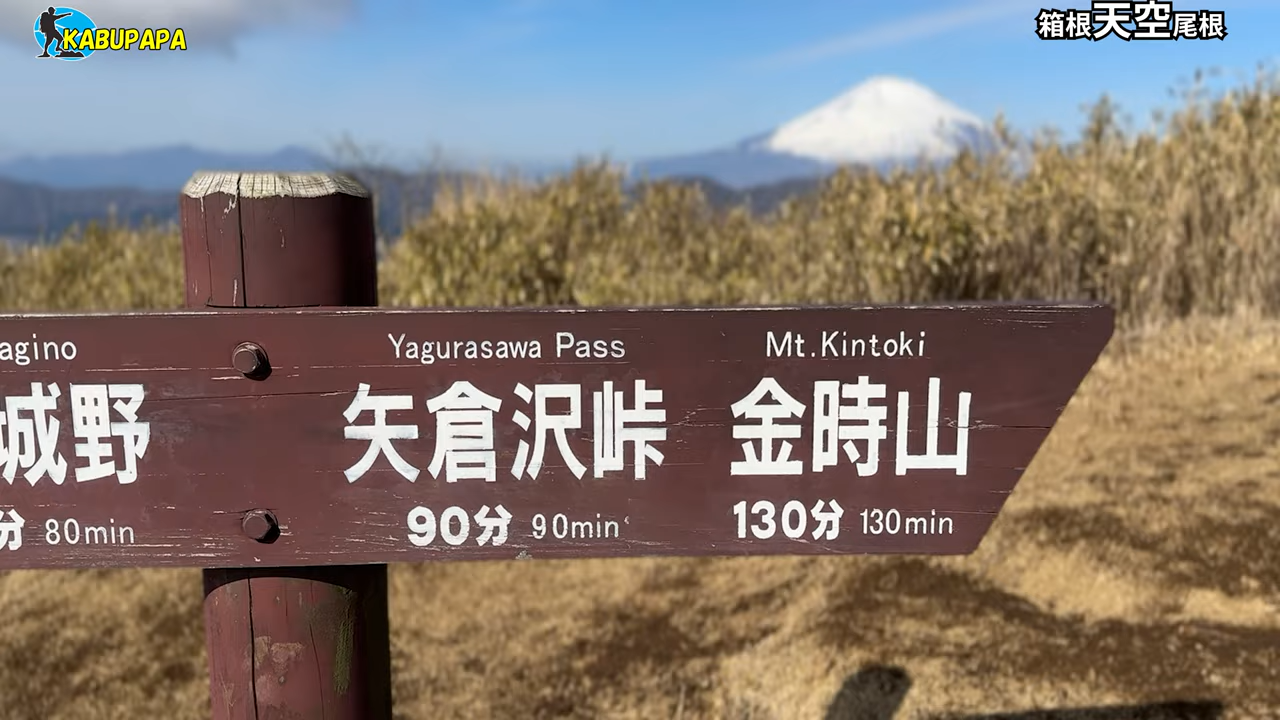 KABUPAPA
箱根天空尾根
agino
Yagurasawa Pass
Mt.Kintoki
城野
矢倉沢峠
金時山
分 80min
90分 90min
130分 130min